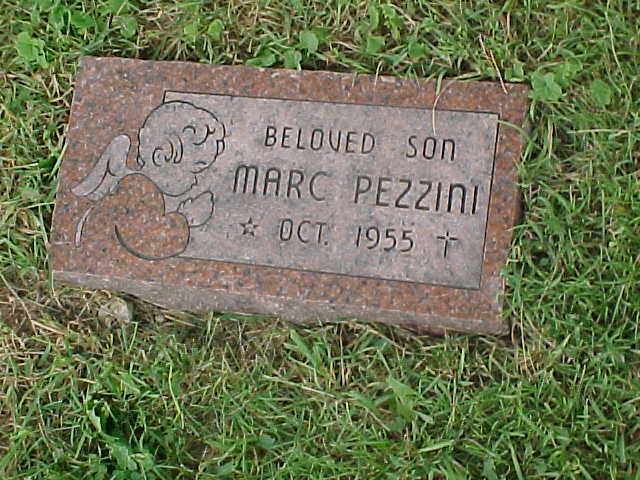 BELOVED SON
MARC PEZZINI
☆ OCT. 1955 ✝